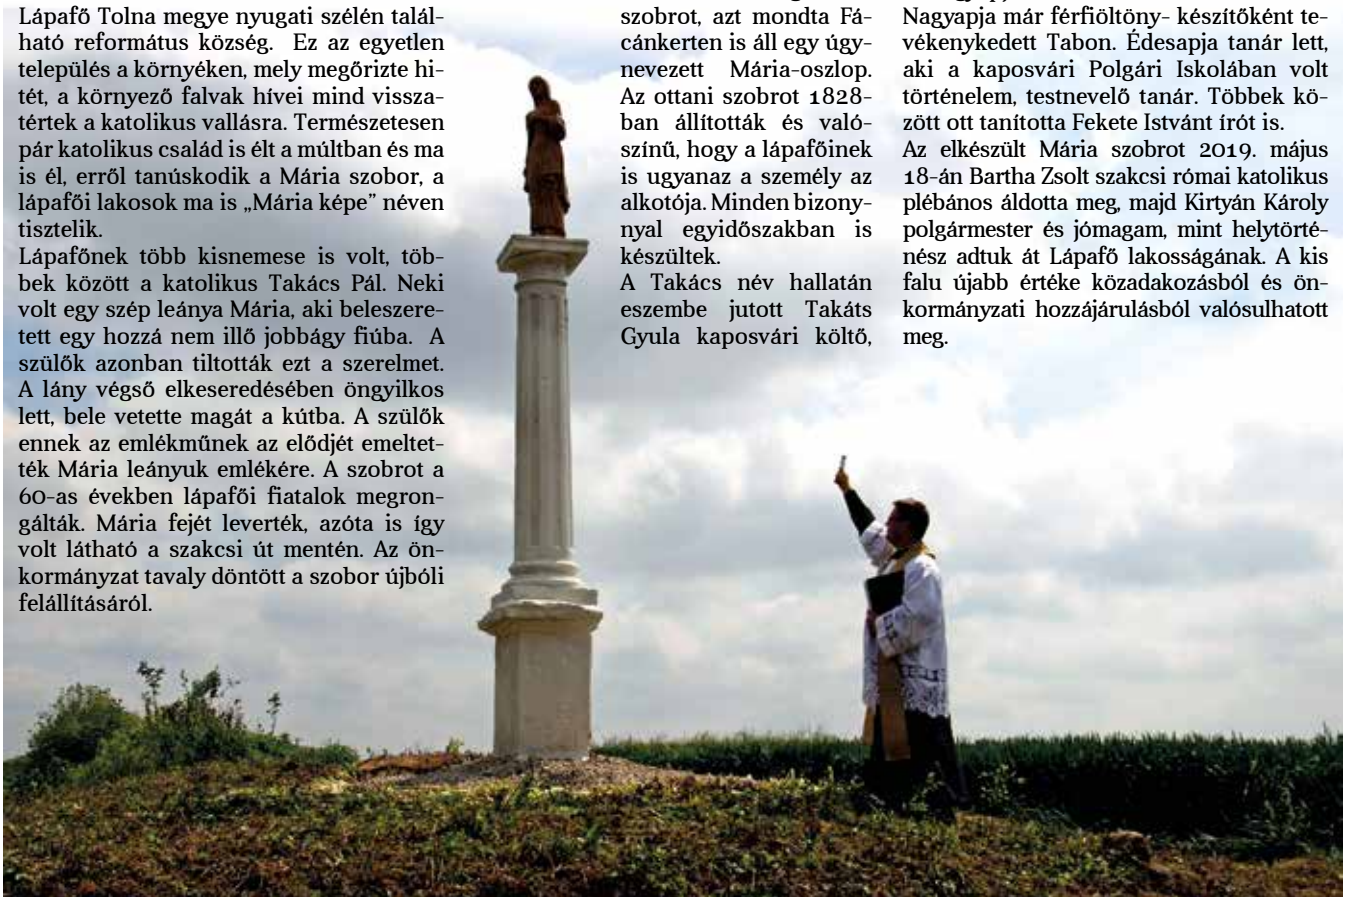 Lápafő Tolna megye nyugati szélén talál-
ható református község. Ez az egyetlen
település a környéken, mely megőrizte hi-
tét, a környező falvak hívei mind vissza-
tértek a katolikus vallásra. Természetesen
pár katolikus család is élt a múltban és ma
is él, erről tanúskodik a Mária szobor, a
lápafői lakosok ma is „Mária képe” néven
tisztelik.
Lápafőnek több kisnemese is volt, töb-
bek között a katolikus Takács Pál. Neki
volt egy szép leánya Mária, aki beleszere-
tett egy hozzá nem illő jobbágy fiúba. A
szülők azonban tiltották ezt a szerelmet.
A lány végső elkeseredésében öngyilkos
lett, bele vetette magát a kútba. A szülők
ennek az emlékműnek az elődjét emeltet-
ték Mária leányuk emlékére. A szobrot a
60-as években lápafői fiatalok megron-
gálták. Mária fejét leverték, azóta is így
volt látható a szakcsi út mentén. Az ön-
kormányzat tavaly döntött a szobor újbóli
felállításáról.
szobrot, azt mondta Fá-
cánkerten is áll egy úgy-
nevezett Mária-oszlop.
Az ottani szobrot 1828-
ban állították és való-
színű, hogy a lápafőinek
is ugyanaz a személy az
alkotója. Minden bizony-
nyal egyidőszakban is
készültek.
A Takács név hallatán
eszembe jutott Takáts
Gyula kaposvári költő,
Nagyapja már férfiöltöny- készítőként te-
vékenykedett Tabon. Édesapja tanár lett,
aki a kaposvári Polgári Iskolában volt
történelem, testnevelő tanár. Többek kö-
zött ott tanította Fekete Istvánt írót is.
Az elkészült Mária szobrot 2019. május
18-án Bartha Zsolt szakcsi római katolikus
plébános áldotta meg, majd Kirtyán Károly
polgármester és jómagam, mint helytörté-
nész adtuk át Lápafő lakosságának. A kis
falu újabb értéke közadakozásból és ön-
kormányzati hozzájárulásból valósulhatott
meg.